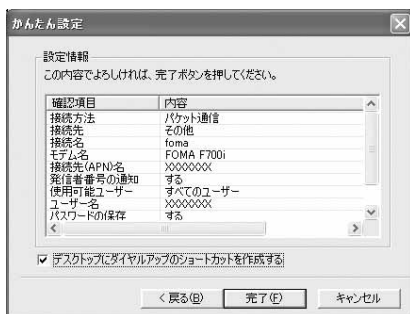 かんたん設定
設定情報
この内容でよろしければ、完了ボタンを押してください。
確認項目 内容
接続方法 パケット通信
接続先 その他
接続名 foma
モデム名 FOMA F700i
接続先(APN)名 XXXXXXX
発信者番号の通知 する
使用可能ユーザー すべてのユーザー
ユーザー名 XXXXXXX
パスワードの保存 する
デスクトップにダイヤルアップのショートカットを作成する
< 戻る(B) 完了(F) キャンセル